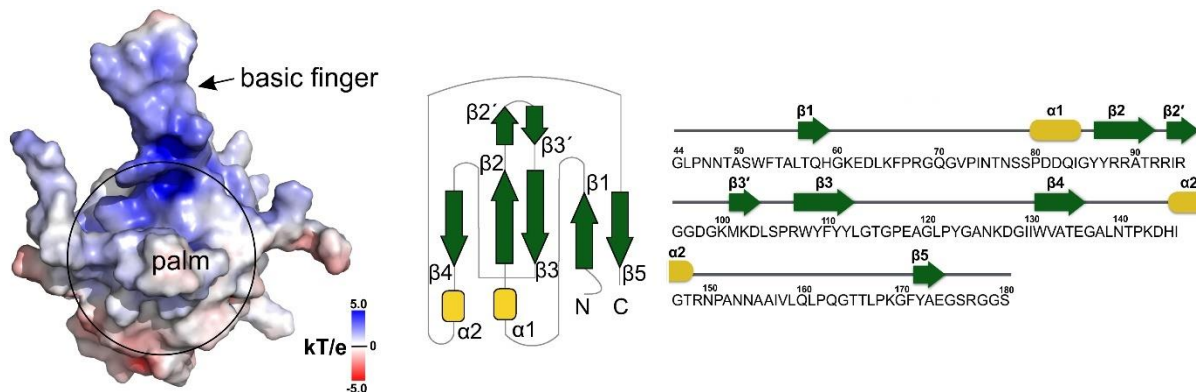 basic finger
palm
5.0
kT/e
0
-5.0
β2´
β3´
β2
β1
β4
β3
β5
α2
α1
N
C
β1
α1
β2
β2′
44
50
60
70
80
90
GLPNNTASWFTALTQHGKEDLKFPRGQGVPINTNSSPDDQIGYYRRATRRIR
β3′
β3
β4
α2
100
110
120
130
140
GGDGKMKDLSPRWYFYYLGTGPEAGLPYGANKDGIIWVATEGALNTPKDHI
α2
β5
150
160
170
180
GTRNPANNAAIVLQLPQGTTLPKGFYAEGSRGGS